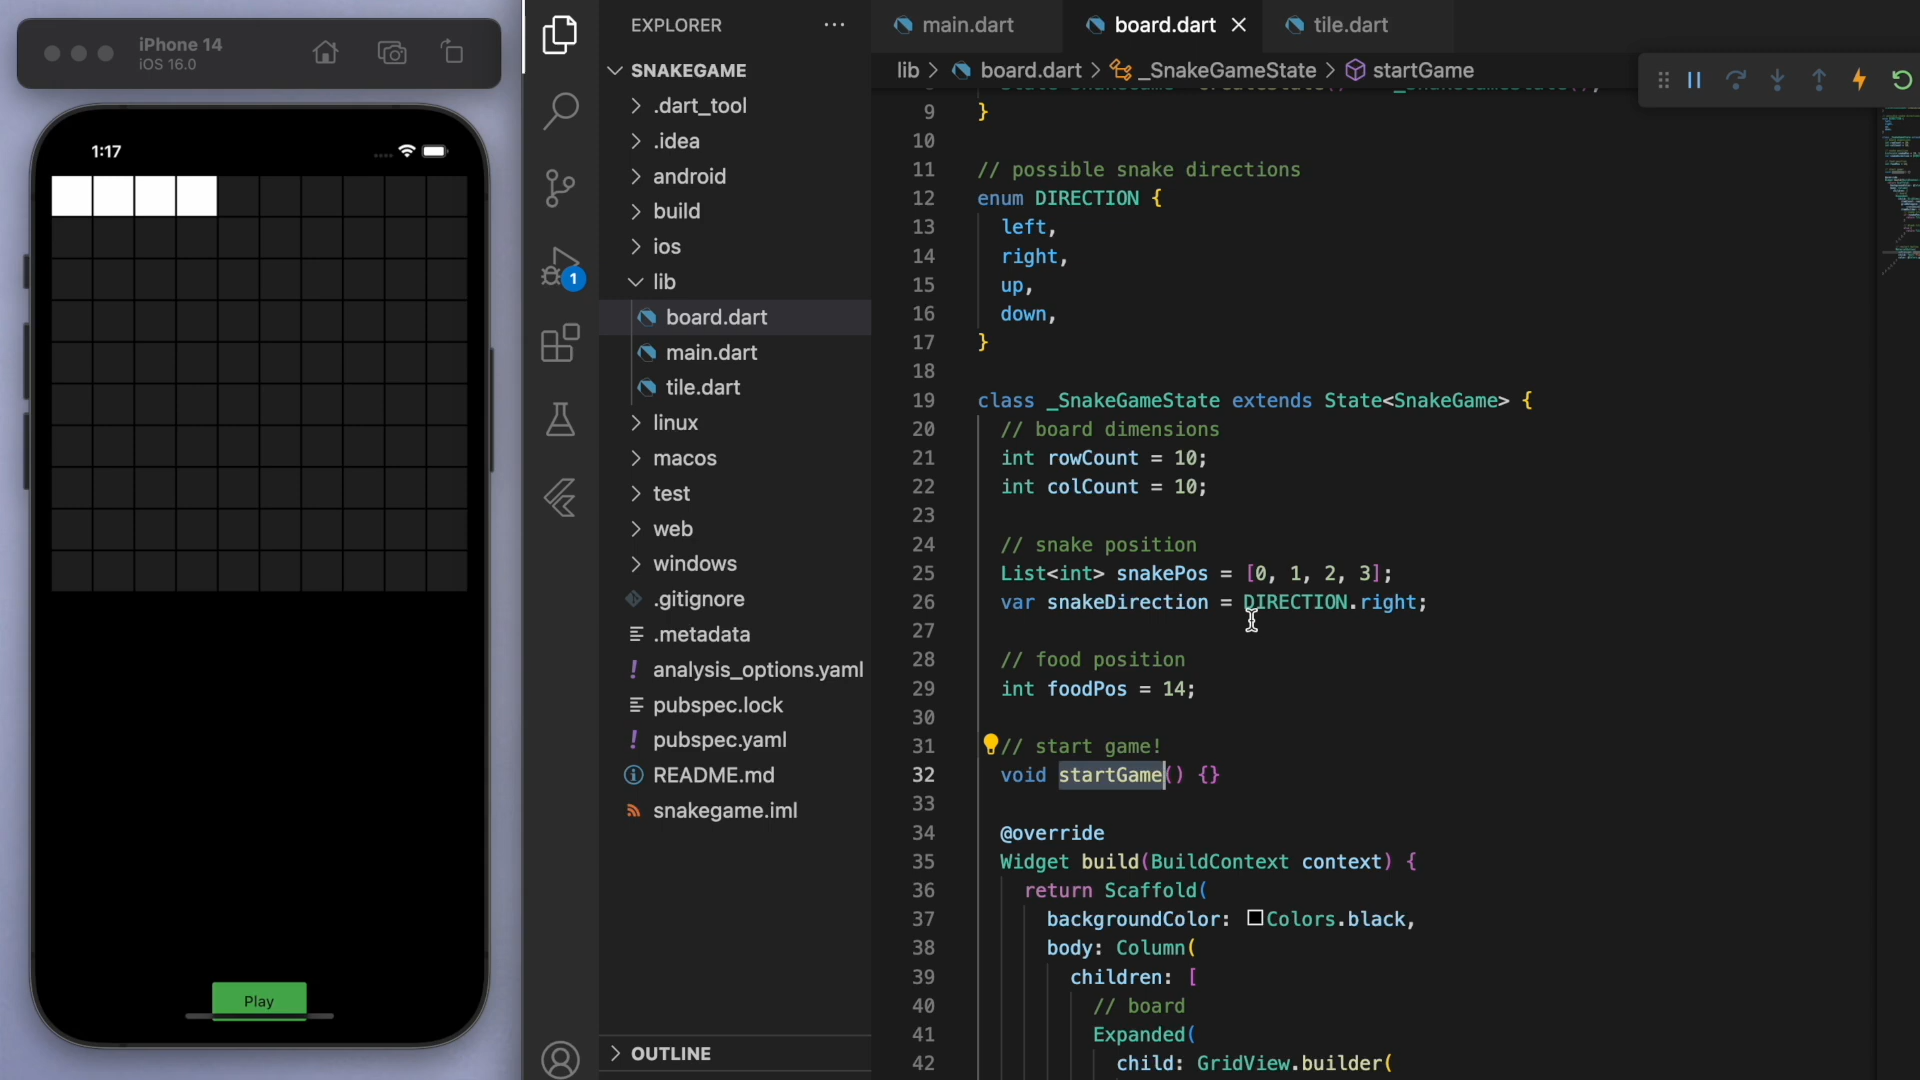 iPhone 14
iOS 16.0
1:17
Play
1
EXPLORER
SNAKEGAME
.dart_tool
.idea
android
build
ios
lib
board.dart
main.dart
tile.dart
linux
macos
test
web
windows
.gitignore
.metadata
analysis_options.yaml
pubspec.lock
pubspec.yaml
README.md
snakegame.iml
OUTLINE
main.dart board.dart tile.dart
lib > board.dart > _SnakeGameState > startGame
9 }
10
11 // possible snake directions
12 enum DIRECTION {
13 left,
14 right,
15 up,
16 down,
17 }
18
19 class _SnakeGameState extends State<SnakeGame> {
20 // board dimensions
21 int rowCount = 10;
22 int colCount = 10;
23
24 // snake position
25 List<int> snakePos = [0, 1, 2, 3];
26 var snakeDirection = DIRECTION.right;
27
28 // food position
29 int foodPos = 14;
30
31 // start game!
32 void startGame() {}
33
34 @override
35 Widget build(BuildContext context) {
36 return Scaffold(
37 backgroundColor: Colors.black,
38 body: Column(
39 children: [
40 // board
41 Expanded(
42 child: GridView.builder(